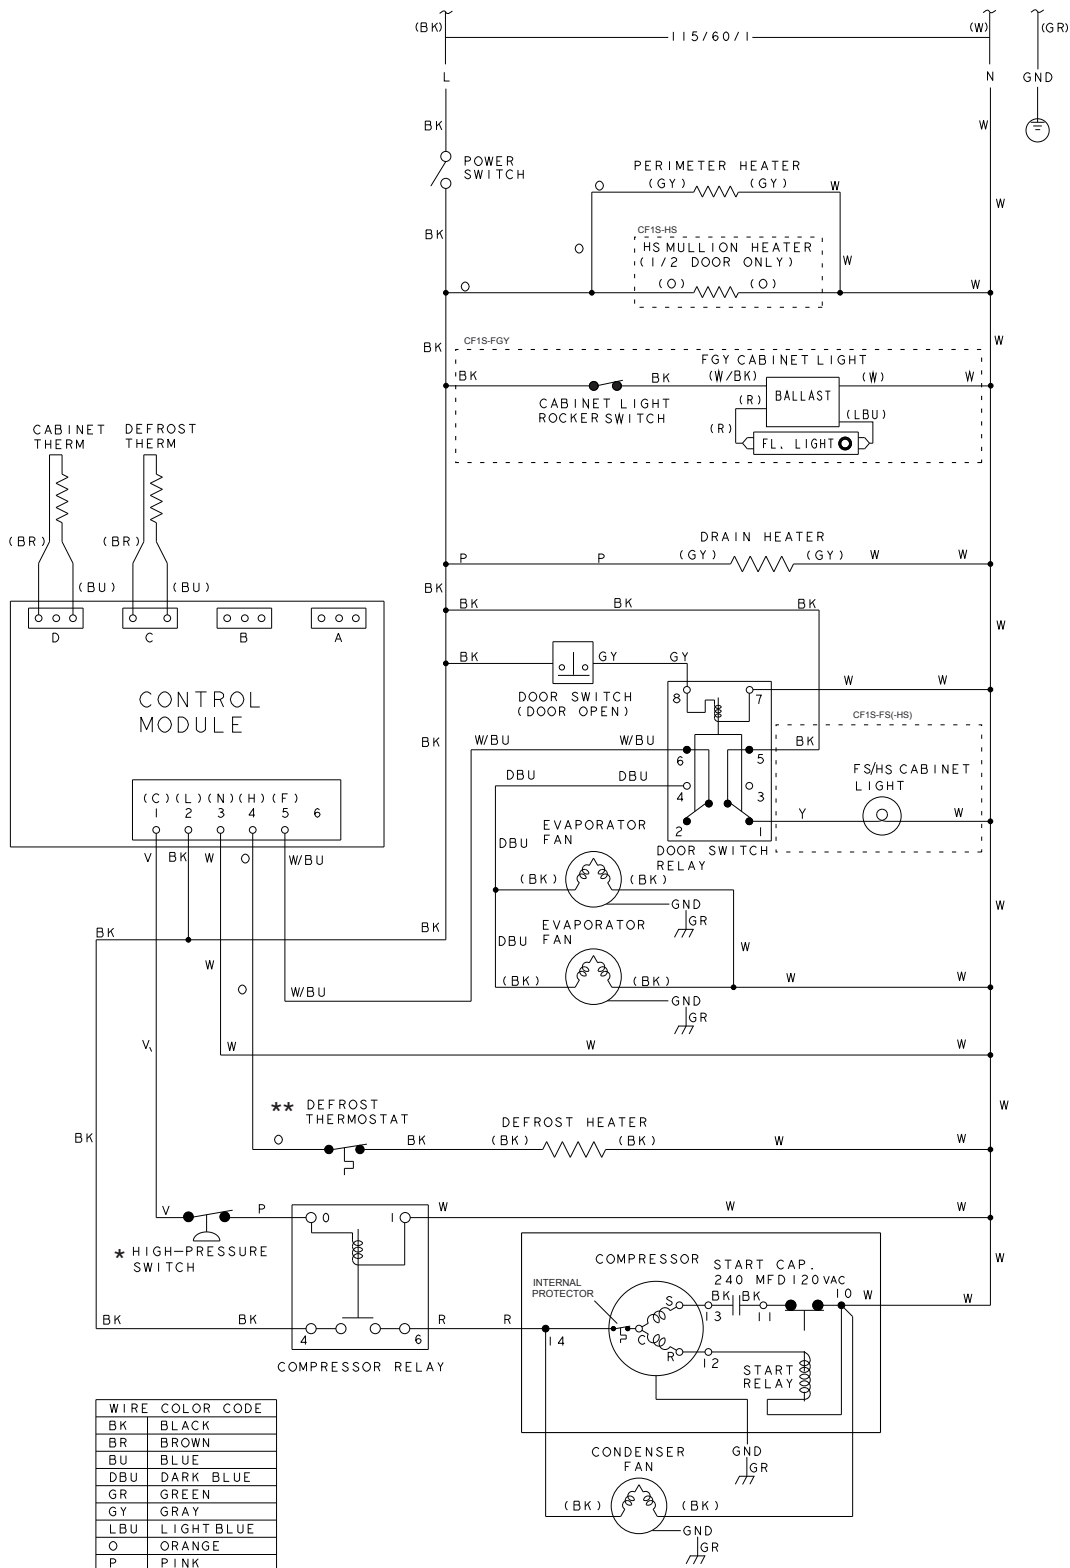 (BK) 115/60/1 (W) (GR)
L N GND
BK W
POWER
SWITCH
PERIMETER HEATER
O (GY) (GY) W
W
BK
CF1S-HS
O HS MULLION HEATER
(1/2 DOOR ONLY) W
O (O) (O) W
W
BK CF1S-FGY
FGY CABINET LIGHT
BK BK (W/BK) (W) W
CABINET LIGHT
ROCKER SWITCH
BALLAST
(R) (LBU)
(R) FL. LIGHT
CABINET
THERM
DEFROST
THERM
(BR) (BR)
(BU) (BU)
D C B A
CONTROL
MODULE
(C) (L) (N) (H) (F)
1 2 3 4 5 6
V BK W O W/BU
DRAIN HEATER
P P (GY) (GY) W W
BK
BK BK BK
W
BK GY GY
DOOR SWITCH
(DOOR OPEN)
8 7 W W
CF1S-FS(-HS)
BK W/BU W/BU 6 5 BK
DBU DBU 4 3
FS/HS CABINET
LIGHT
2 1 Y W
DOOR SWITCH
RELAY
EVAPORATOR
FAN
DBU
(BK) (BK)
GND
GR
W
EVAPORATOR
FAN
DBU W
(BK) (BK) W W
GND
GR
BK
W
O W/BU
V W W W
** DEFROST
THERMOSTAT
W
BK
O BK
DEFROST HEATER
(BK) (BK) W W
V P 0 1 W W W
* HIGH-PRESSURE
SWITCH
W
BK BK 4 6 R R 14
COMPRESSOR RELAY
COMPRESSOR
INTERNAL
PROTECTOR
START CAP.
240 MFD 120 VAC
S BK BK 10 W W
13 11
C
R 12
START
RELAY
GND
GR
CONDENSER
FAN
(BK) (BK)
GND
GR
WIRE COLOR CODE
BK BLACK
BR BROWN
BU BLUE
DBU DARK BLUE
GR GREEN
GY GRAY
LBU LIGHT BLUE
O ORANGE
P PINK